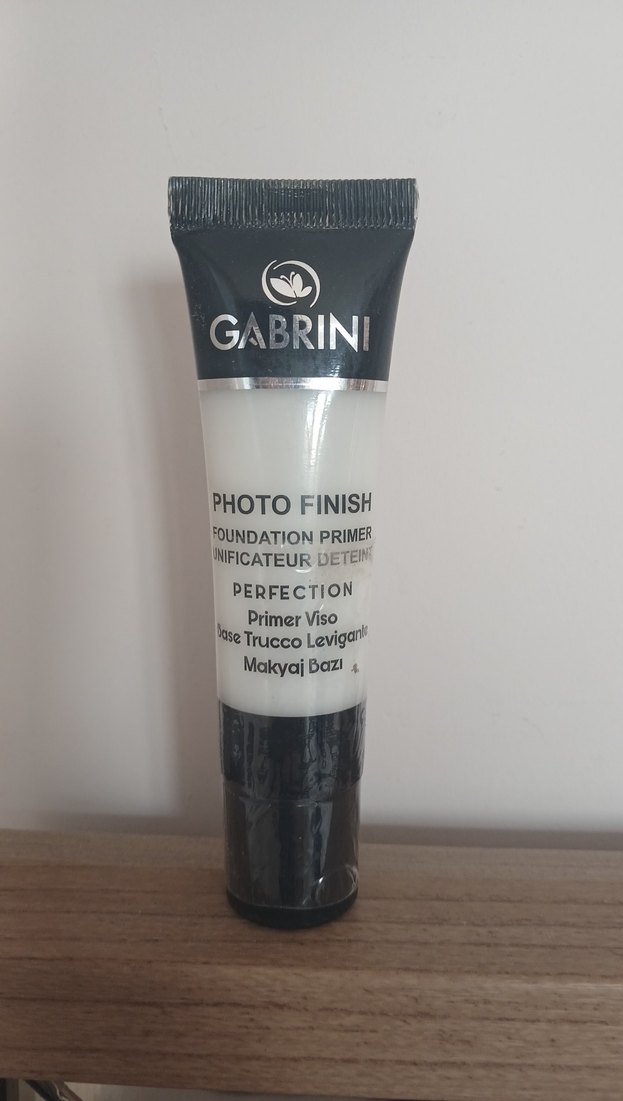 GABRINI
PHOTO FINISH
FOUNDATION PRIMER
UNIFICATEUR DETEINT
PERFECTION
Primer Viso
Base Trucco Levigante
Makyaj Bazı